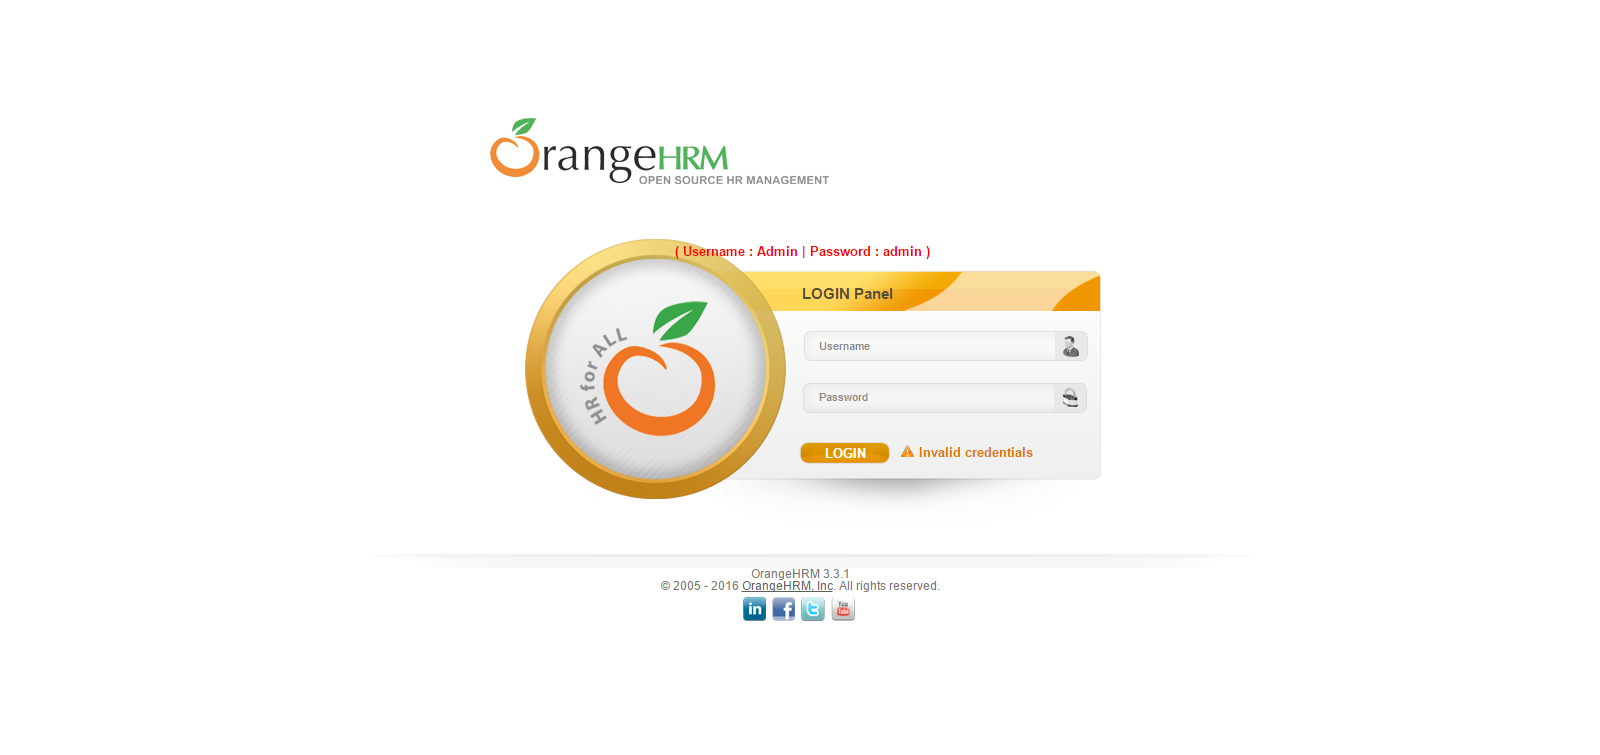 OrangeHRM
OPEN SOURCE HR MANAGEMENT
( Username : Admin | Password : admin )
LOGIN Panel
HR for ALL
Username
Password
LOGIN
Invalid credentials
OrangeHRM 3.3.1
© 2005 - 2016 OrangeHRM, Inc. All rights reserved.
in f t You Tube